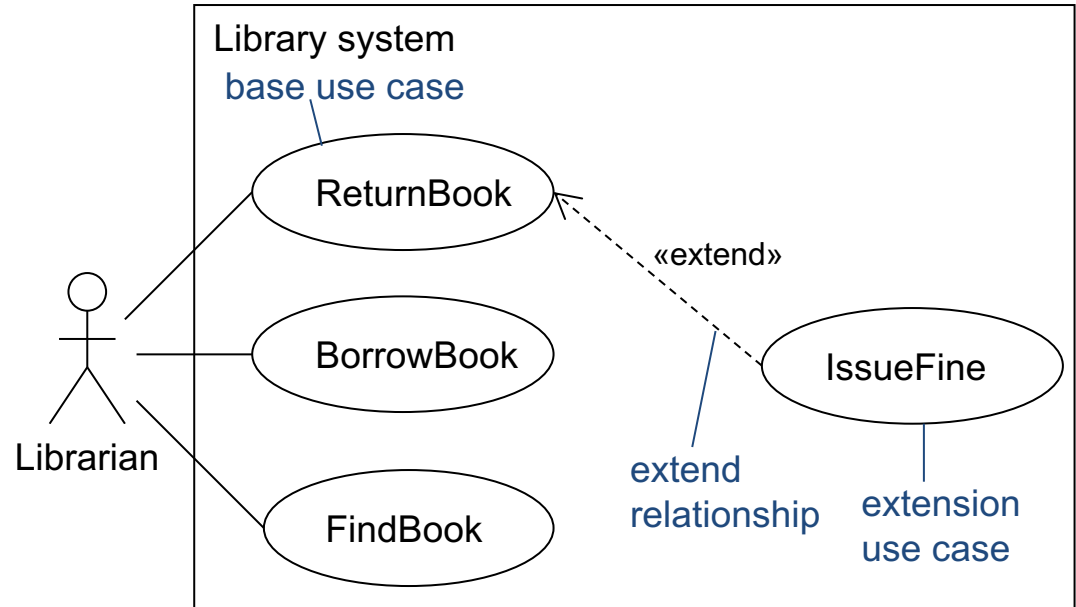 Library system
base use case
ReturnBook
«extend»
BorrowBook
IssueFine
Librarian
extend
relationship
extension
use case
FindBook